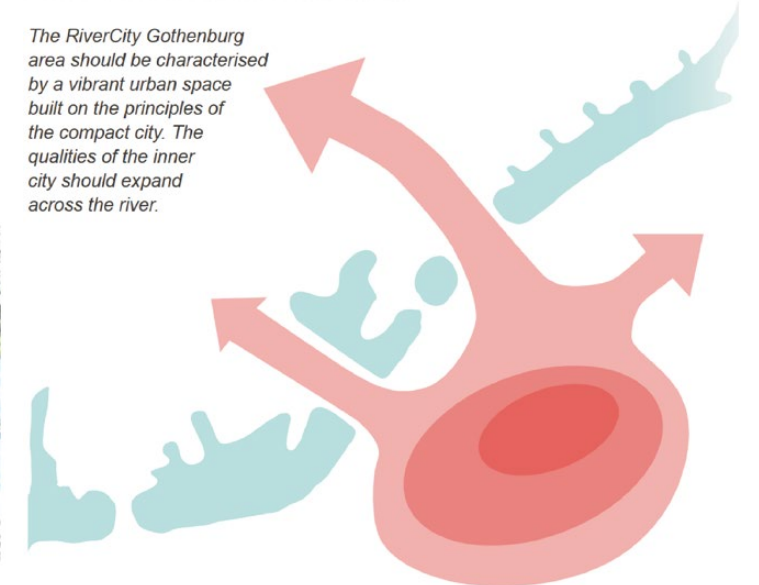 The RiverCity Gothenburg
area should be characterised
by a vibrant urban space
built on the principles of
the compact city. The
qualities of the inner
city should expand
across the river.